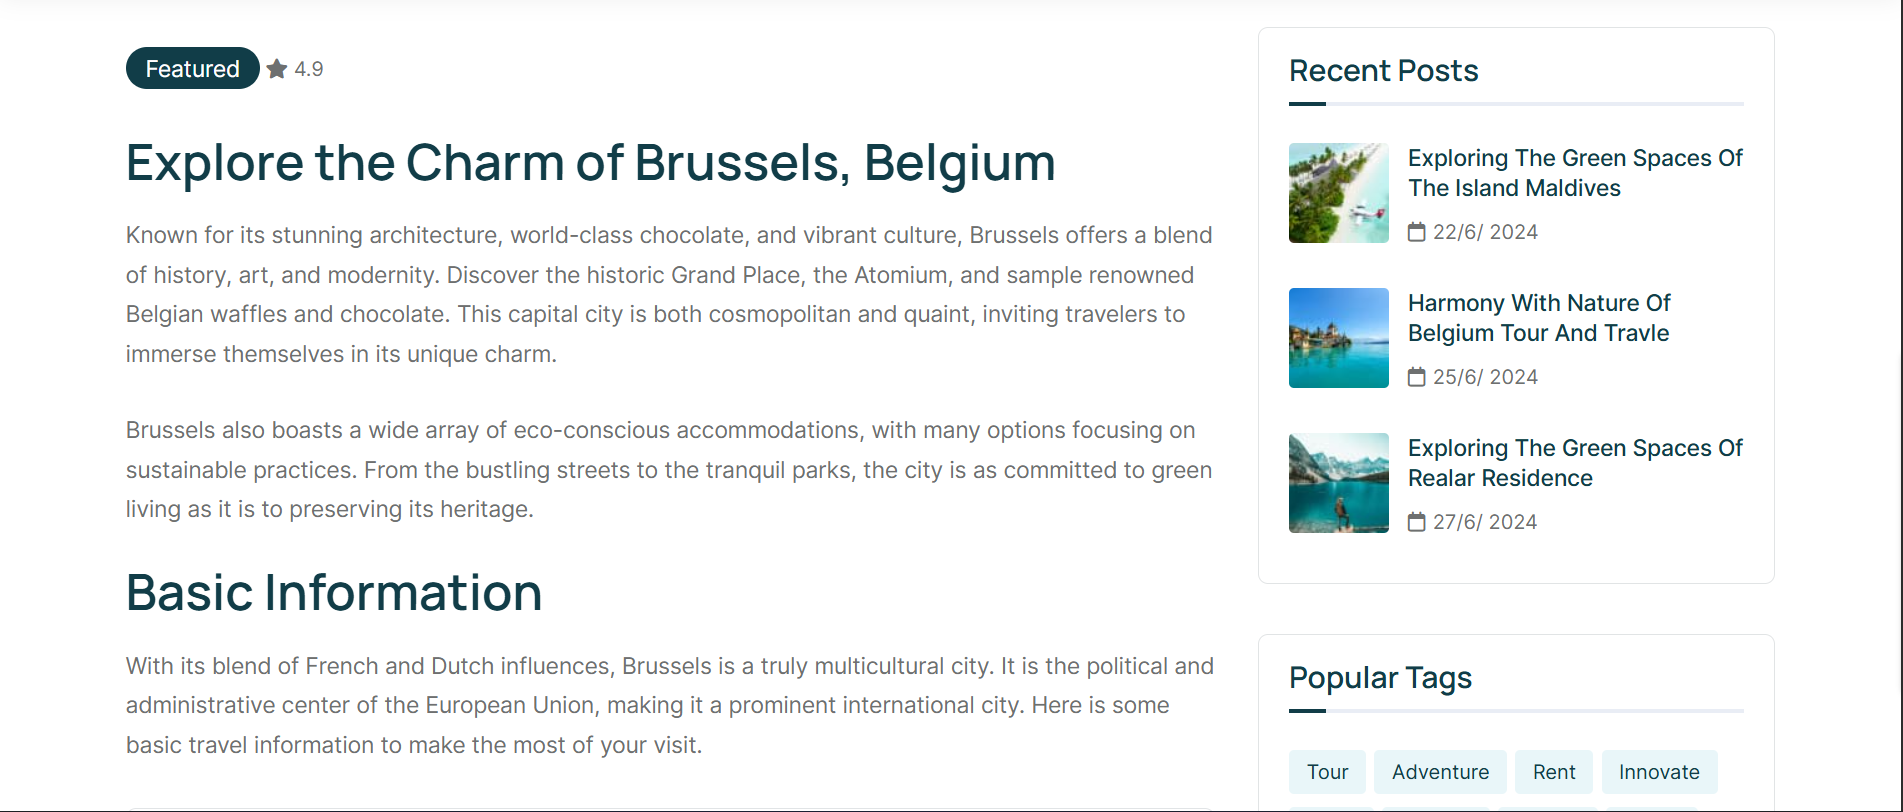 Featured 4.9
Explore the Charm of Brussels, Belgium
Known for its stunning architecture, world-class chocolate, and vibrant culture, Brussels offers a blend
of history, art, and modernity. Discover the historic Grand Place, the Atomium, and sample renowned
Belgian waffles and chocolate. This capital city is both cosmopolitan and quaint, inviting travelers to
immerse themselves in its unique charm.
Brussels also boasts a wide array of eco-conscious accommodations, with many options focusing on
sustainable practices. From the bustling streets to the tranquil parks, the city is as committed to green
living as it is to preserving its heritage.
Basic Information
With its blend of French and Dutch influences, Brussels is a truly multicultural city. It is the political and
administrative center of the European Union, making it a prominent international city. Here is some
basic travel information to make the most of your visit.
Recent Posts
Exploring The Green Spaces Of
The Island Maldives
22/6/ 2024
Harmony With Nature Of
Belgium Tour And Travle
25/6/ 2024
Exploring The Green Spaces Of
Realar Residence
27/6/ 2024
Popular Tags
Tour Adventure Rent Innovate